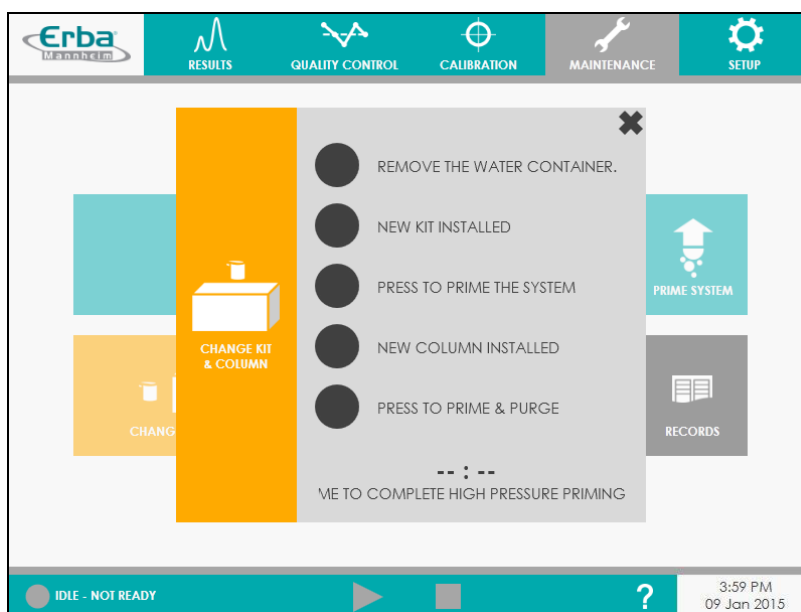 Erba
Mannheim
RESULTS
QUALITY CONTROL
CALIBRATION
MAINTENANCE
SETUP
REMOVE THE WATER CONTAINER.
NEW KIT INSTALLED
PRESS TO PRIME THE SYSTEM
NEW COLUMN INSTALLED
PRESS TO PRIME & PURGE
-- : --
ME TO COMPLETE HIGH PRESSURE PRIMING
CHANGE KIT
& COLUMN
CHANG
PRIME SYSTEM
RECORDS
IDLE - NOT READY
?
3:59 PM
09 Jan 2015